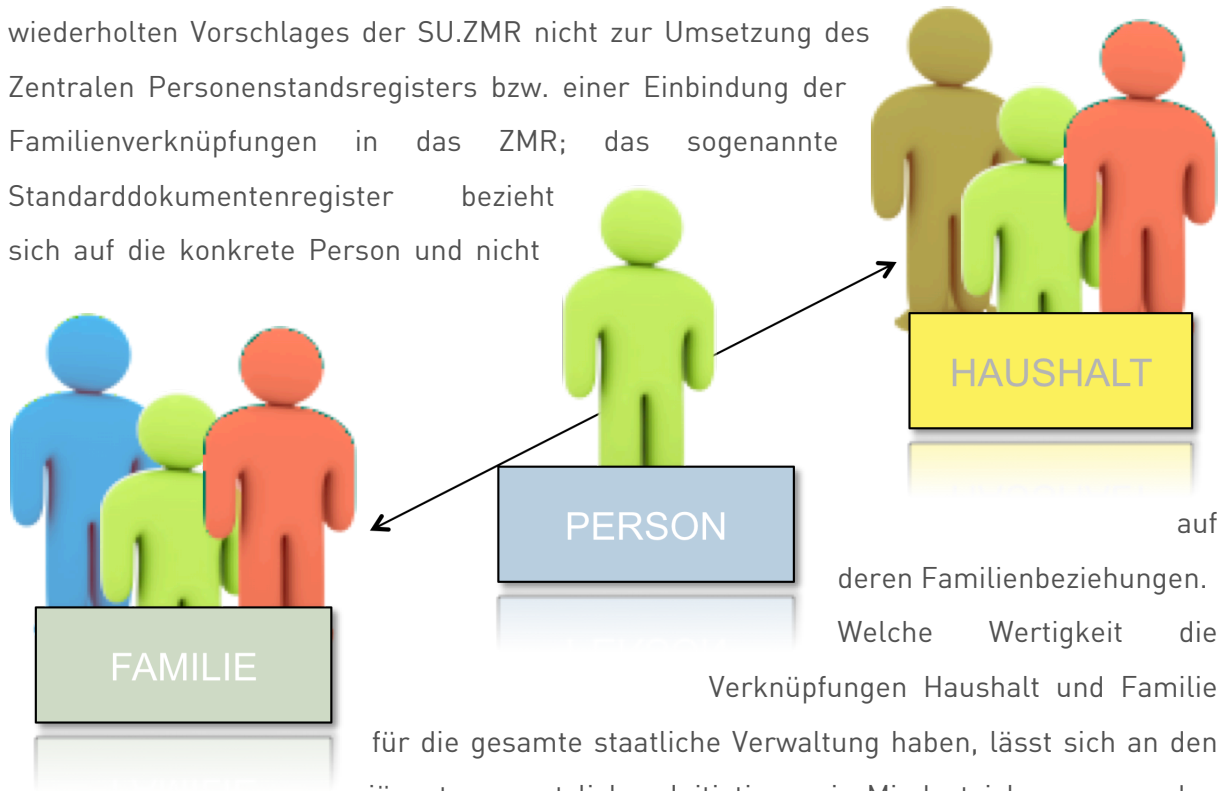 wiederholten Vorschlages der SU.ZMR nicht zur Umsetzung des
Zentralen Personenstandsregisters bzw. einer Einbindung der
Familienverknüpfungen in das ZMR; das sogenannte
Standarddokumentenregister bezieht
sich auf die konkrete Person und nicht
HAUSHALT
PERSON
FAMILIE
auf
deren Familienbeziehungen.
Welche Wertigkeit die
Verknüpfungen Haushalt und Familie
für die gesamte staatliche Verwaltung haben, lässt sich an den